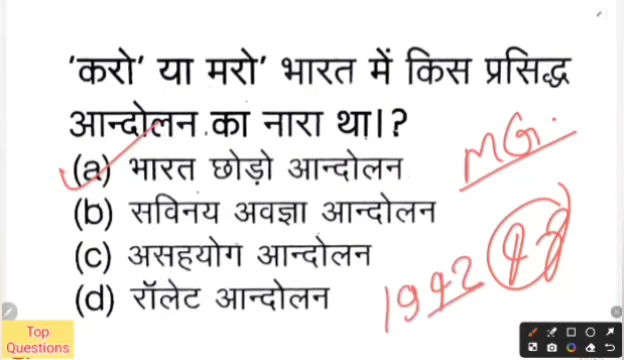 'करो' या मरो' भारत में किस प्रसिद्ध
आन्दोलन का नारा था।?
(a) भारत छोड़ो आन्दोलन
(b) सविनय अवज्ञा आन्दोलन
(c) असहयोग आन्दोलन
(d) रॉलेट आन्दोलन
MG.
1942
Top
Questions